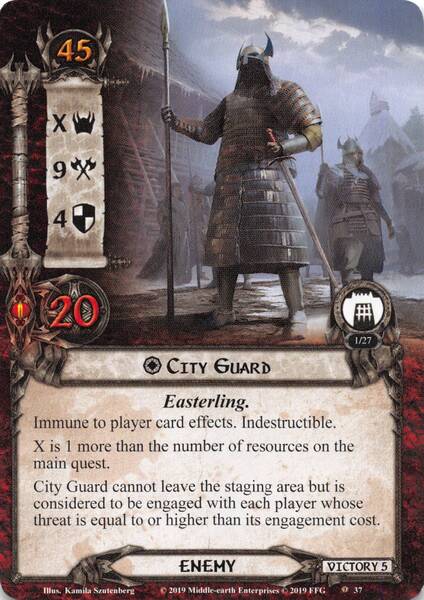 45
X
9
4
20
1/27
City Guard
Easterling.
Immune to player card effects. Indestructible.
X is 1 more than the number of resources on the
main quest.
City Guard cannot leave the staging area but is
considered to be engaged with each player whose
threat is equal to or higher than its engagement cost.
ENEMY
VICTORY 5
Illus. Kamila Szutenberg © 2019 Middle-earth Enterprises © 2019 FFG 37